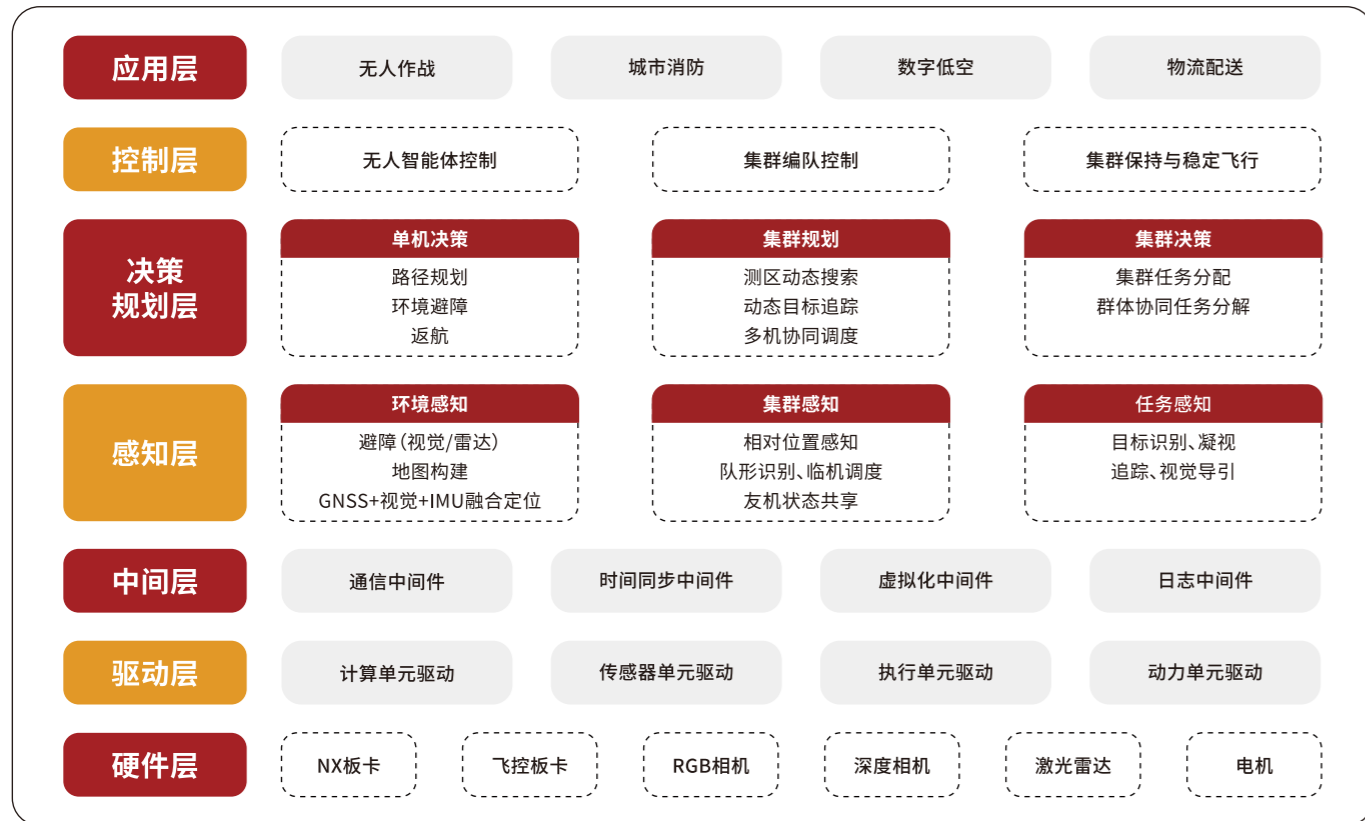 应用层
无人作战
城市消防
数字低空
物流配送
控制层
无人智能体控制
集群编队控制
集群保持与稳定飞行
决策
规划层
单机决策
路径规划
环境避障
返航
集群规划
测区动态搜索
动态目标追踪
多机协同调度
集群决策
集群任务分配
群体协同任务分解
感知层
环境感知
避障(视觉/雷达)
地图构建
GNSS+视觉+IMU融合定位
集群感知
相对位置感知
队形识别、临机调度
友机状态共享
任务感知
目标识别、凝视
追踪、视觉导引
中间层
通信中间件
时间同步中间件
虚拟化中间件
日志中间件
驱动层
计算单元驱动
传感器单元驱动
执行单元驱动
动力单元驱动
硬件层
NX板卡
飞控板卡
RGB相机
深度相机
激光雷达
电机